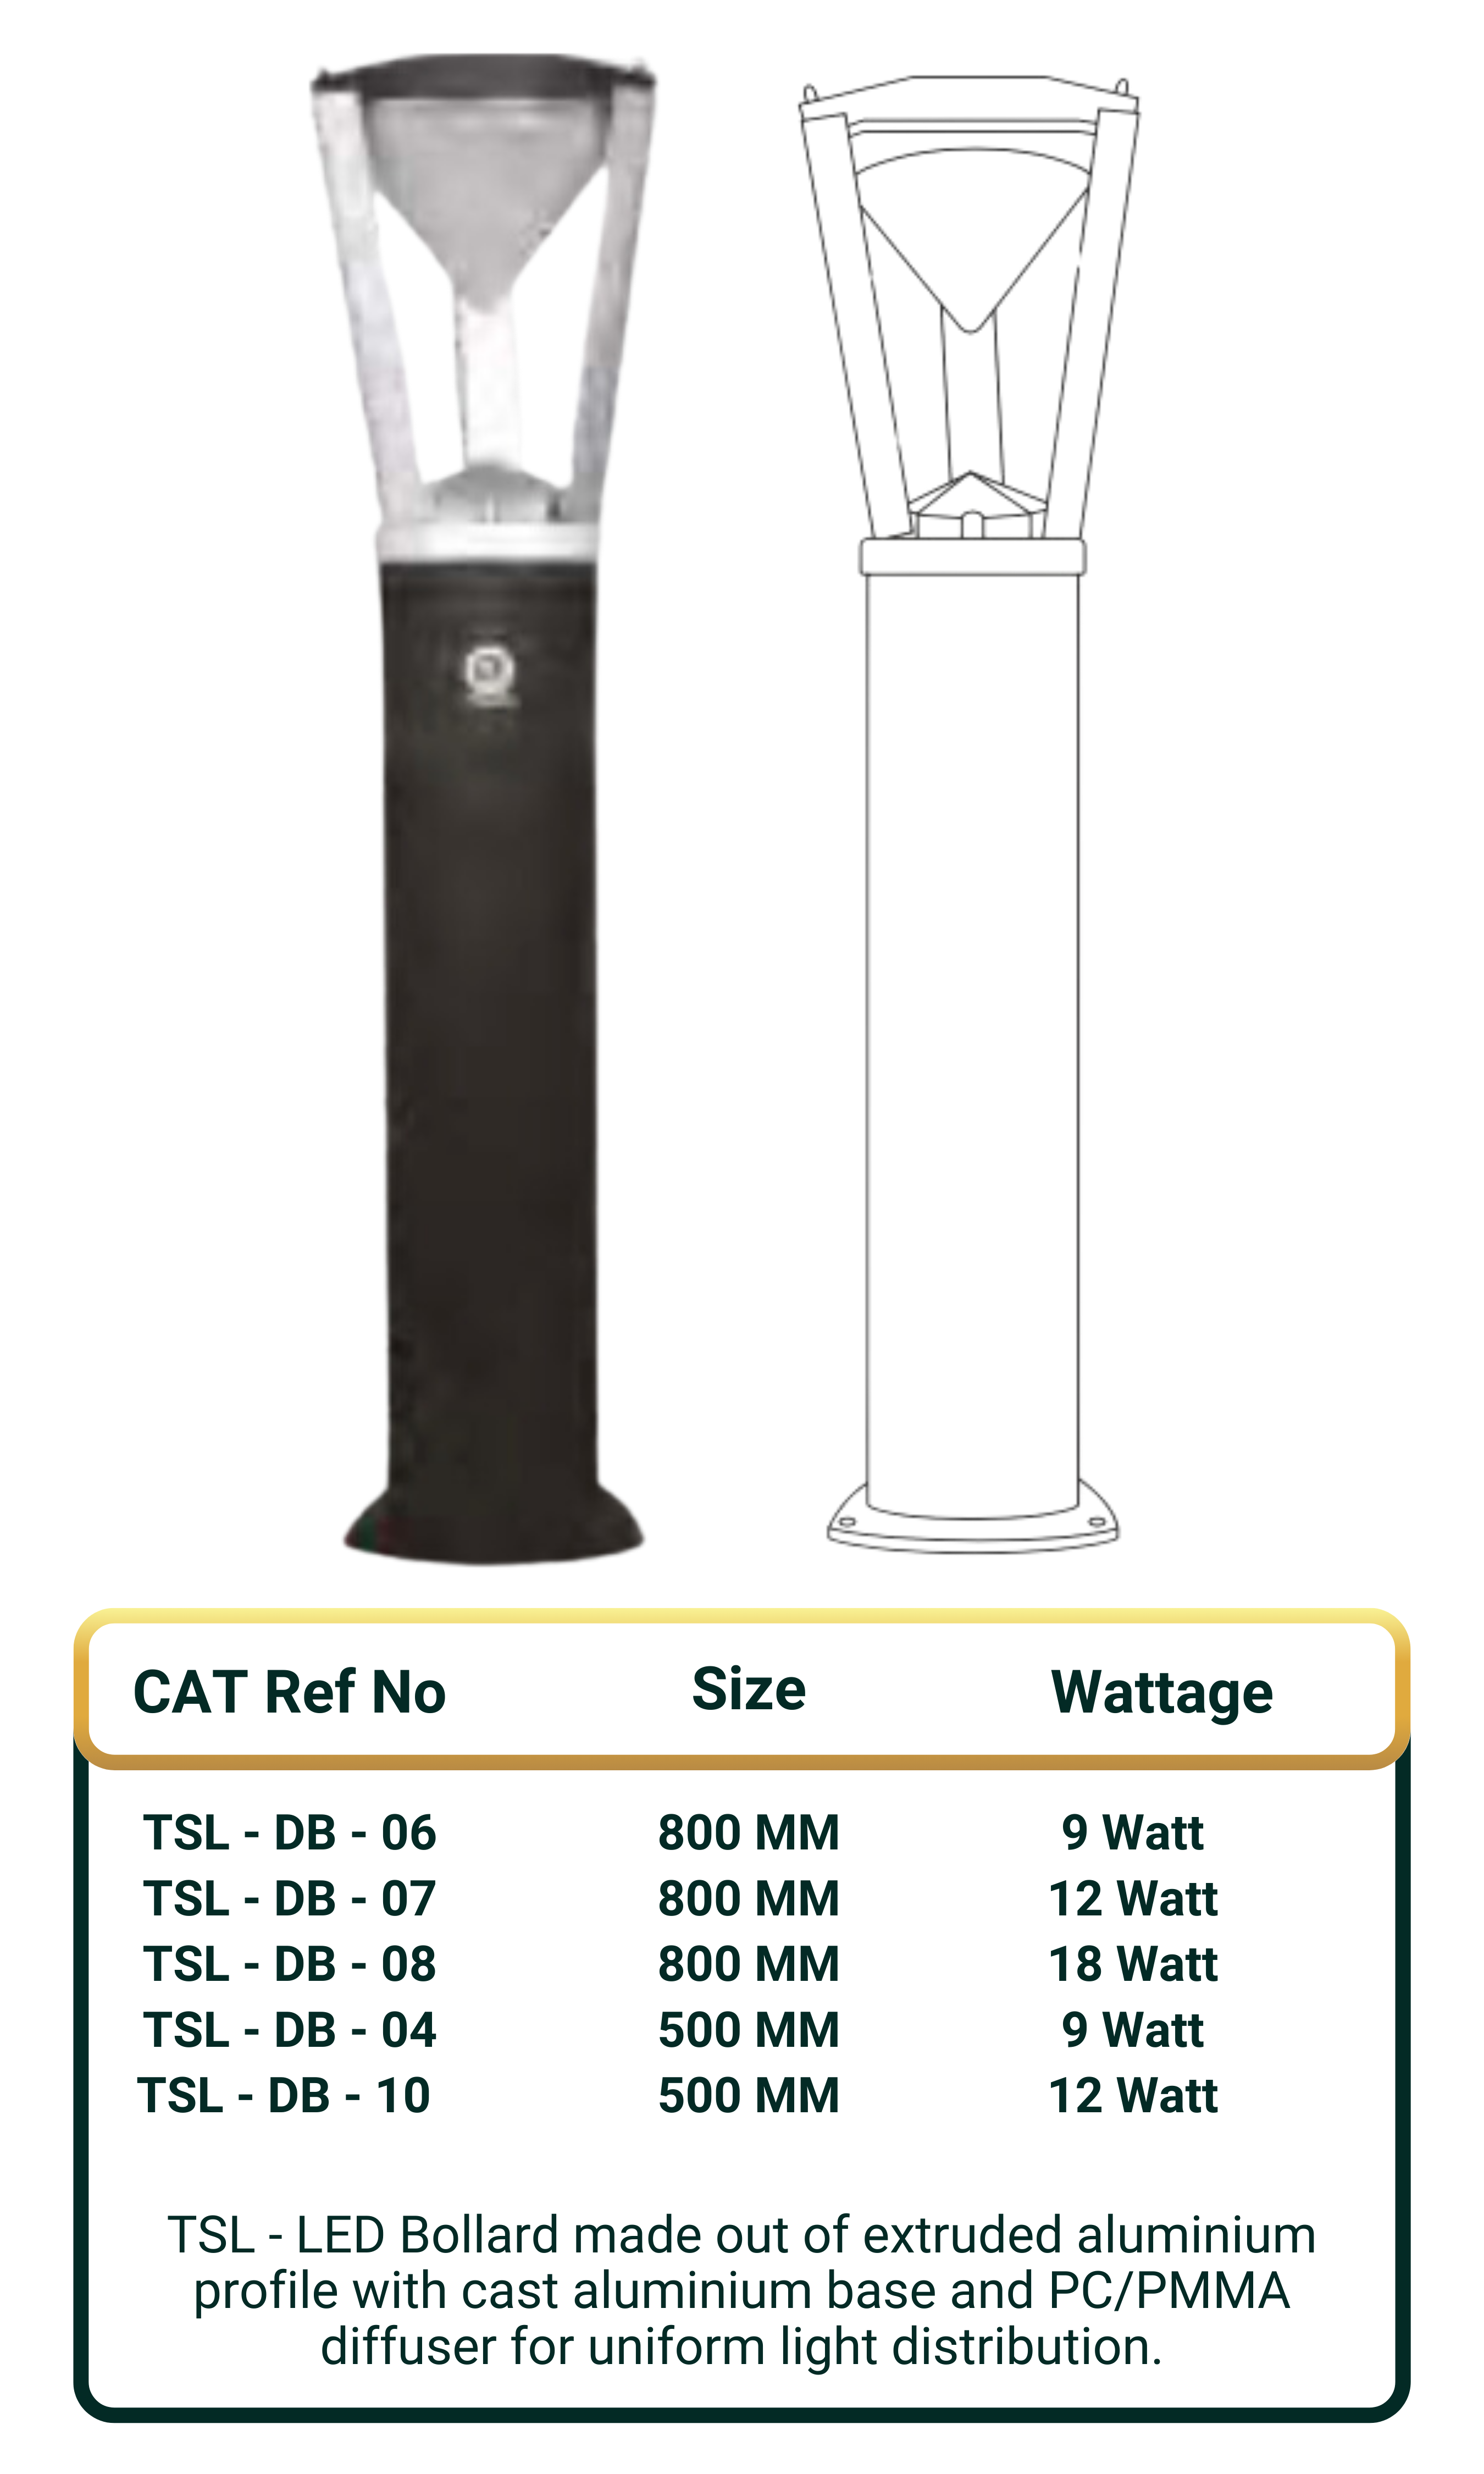 CAT Ref No Size Wattage
TSL - DB - 06 800 MM 9 Watt
TSL - DB - 07 800 MM 12 Watt
TSL - DB - 08 800 MM 18 Watt
TSL - DB - 04 500 MM 9 Watt
TSL - DB - 10 500 MM 12 Watt
TSL - LED Bollard made out of extruded aluminium
profile with cast aluminium base and PC/PMMA
diffuser for uniform light distribution.